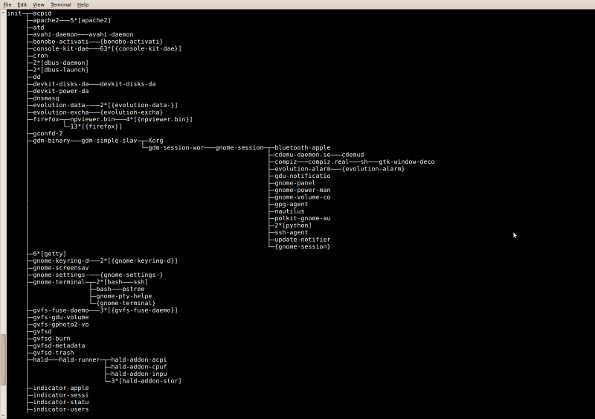 File Edit View Terminal Help
init─┬─acpid
     ├─apache2───5*[apache2]
     ├─atd
     ├─avahi-daemon───avahi-daemon
     ├─bonobo-activati───{bonobo-activati}
     ├─console-kit-dae───63*[{console-kit-dae}]
     ├─cron
     ├─2*[dbus-daemon]
     ├─2*[dbus-launch]
     ├─dd
     ├─devkit-disks-da───devkit-disks-da
     ├─devkit-power-da
     ├─dnsmasq
     ├─evolution-data-───2*[{evolution-data-}]
     ├─evolution-excha───{evolution-excha}
     ├─firefox─┬─npviewer.bin───4*[{npviewer.bin}]
     │         └─13*[{firefox}]
     ├─gconfd-2
     ├─gdm-binary───gdm-simple-slav─┬─Xorg
     │                              └─gdm-session-wor───gnome-session─┬─bluetooth-apple
     │                                                                ├─cdemu-daemon.se───cdemud
     │                                                                ├─compiz───compiz.real───sh───gtk-window-deco
     │                                                                ├─evolution-alarm───{evolution-alarm}
     │                                                                ├─gdu-notificatio
     │                                                                ├─gnome-panel
     │                                                                ├─gnome-power-man
     │                                                                ├─gnome-volume-co
     │                                                                ├─gpg-agent
     │                                                                ├─nautilus
     │                                                                ├─polkit-gnome-au
     │                                                                ├─2*[python]
     │                                                                ├─ssh-agent
     │                                                                ├─update-notifier
     │                                                                └─{gnome-session}
     ├─6*[getty]
     ├─gnome-keyring-d───2*[{gnome-keyring-d}]
     ├─gnome-screensav
     ├─gnome-settings-───{gnome-settings-}
     ├─gnome-terminal─┬─2*[bash───ssh]
     │                ├─bash───pstree
     │                ├─gnome-pty-helpe
     │                └─{gnome-terminal}
     ├─gvfs-fuse-daemo───3*[{gvfs-fuse-daemo}]
     ├─gvfs-gdu-volume
     ├─gvfs-gphoto2-vo
     ├─gvfsd
     ├─gvfsd-burn
     ├─gvfsd-metadata
     ├─gvfsd-trash
     ├─hald───hald-runner─┬─hald-addon-acpi
     │                    ├─hald-addon-cpuf
     │                    ├─hald-addon-inpu
     │                    └─3*[hald-addon-stor]
     ├─indicator-apple
     ├─indicator-sessi
     ├─indicator-statu
     ├─indicator-users